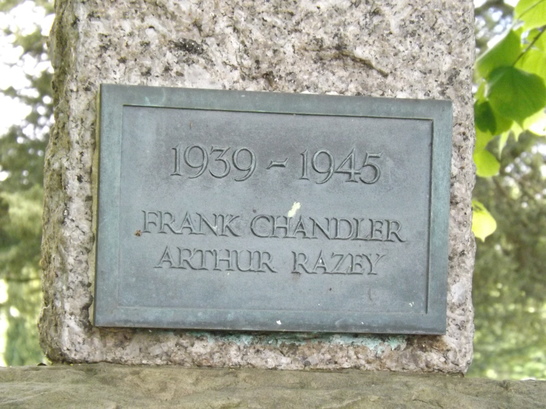 1939 - 1945
FRANK CHANDLER
ARTHUR RAZEY